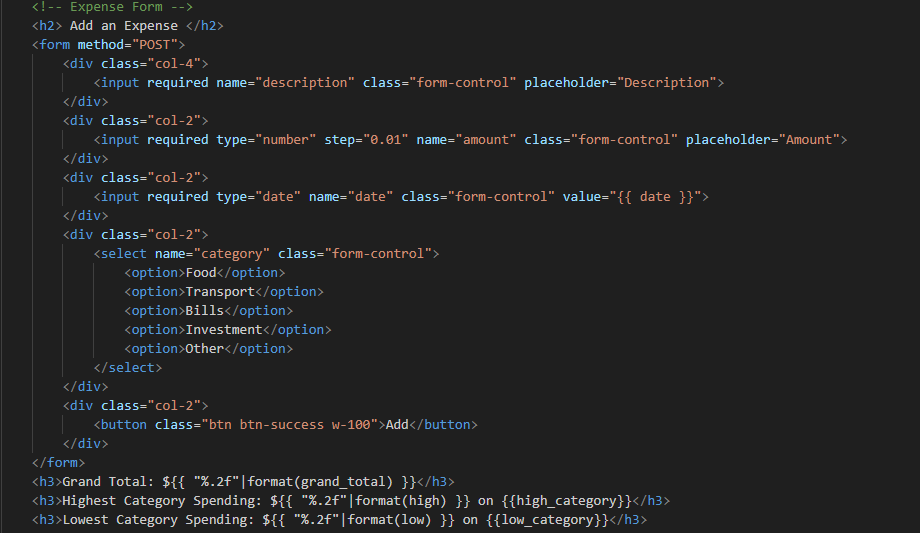 <!-- Expense Form -->
<h2> Add an Expense </h2>
<form method="POST">
    <div class="col-4">
        <input required name="description" class="form-control" placeholder="Description">
    </div>
    <div class="col-2">
        <input required type="number" step="0.01" name="amount" class="form-control" placeholder="Amount">
    </div>
    <div class="col-2">
        <input required type="date" name="date" class="form-control" value="{{ date }}">
    </div>
    <div class="col-2">
        <select name="category" class="form-control">
            <option>Food</option>
            <option>Transport</option>
            <option>Bills</option>
            <option>Investment</option>
            <option>Other</option>
        </select>
    </div>
    <div class="col-2">
        <button class="btn btn-success w-100">Add</button>
    </div>
</form>
<h3>Grand Total: ${{ "%.2f"|format(grand_total) }}</h3>
<h3>Highest Category Spending: ${{ "%.2f"|format(high) }} on {{high_category}}</h3>
<h3>Lowest Category Spending: ${{ "%.2f"|format(low) }} on {{low_category}}</h3>